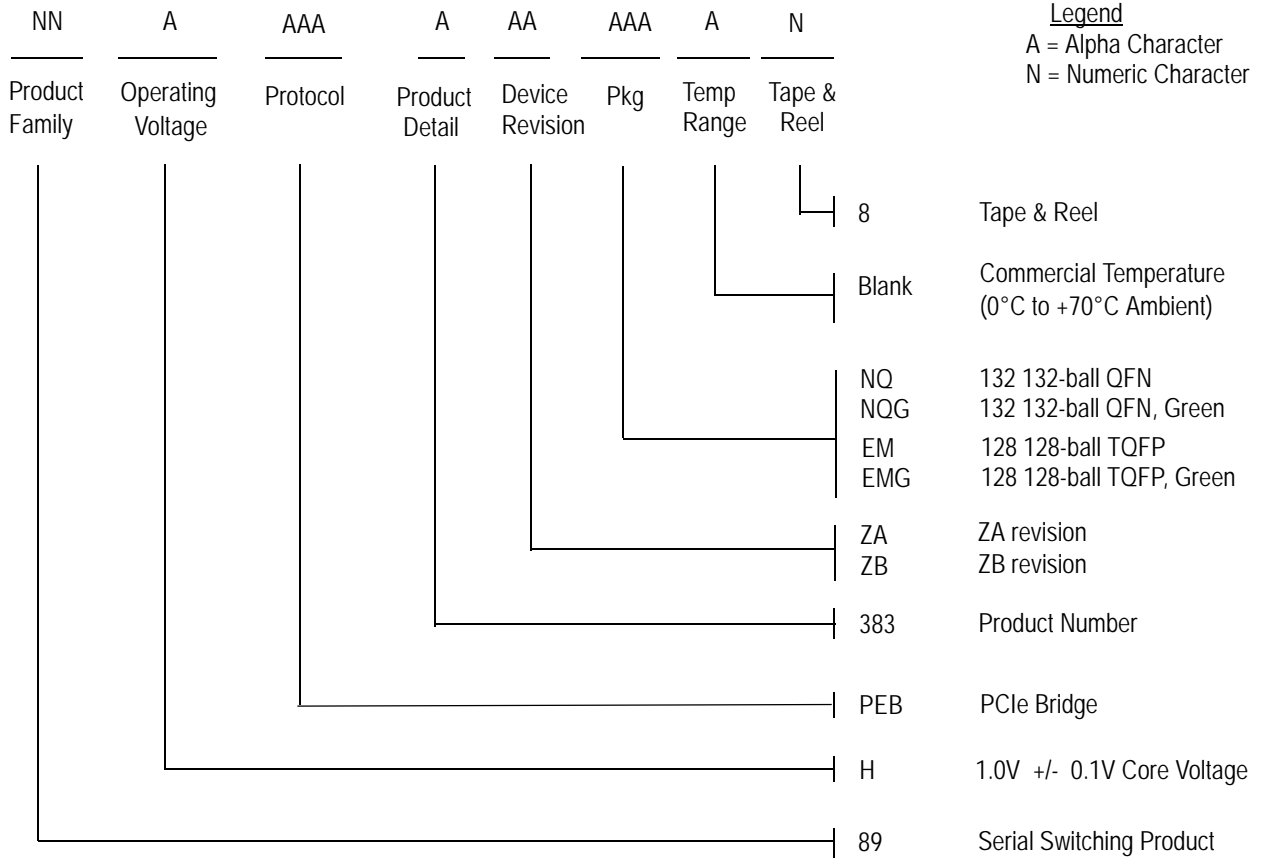 NN A AAA A AA AAA A N
Legend
A = Alpha Character
N = Numeric Character
Product Family
Operating Voltage
Protocol
Product Detail
Device Revision
Pkg
Temp Range
Tape & Reel
8 Tape & Reel
Blank Commercial Temperature
(0°C to +70°C Ambient)
NQ 132 132-ball QFN
NQG 132 132-ball QFN, Green
EM 128 128-ball TQFP
EMG 128 128-ball TQFP, Green
ZA ZA revision
ZB ZB revision
383 Product Number
PEB PCIe Bridge
H 1.0V +/- 0.1V Core Voltage
89 Serial Switching Product